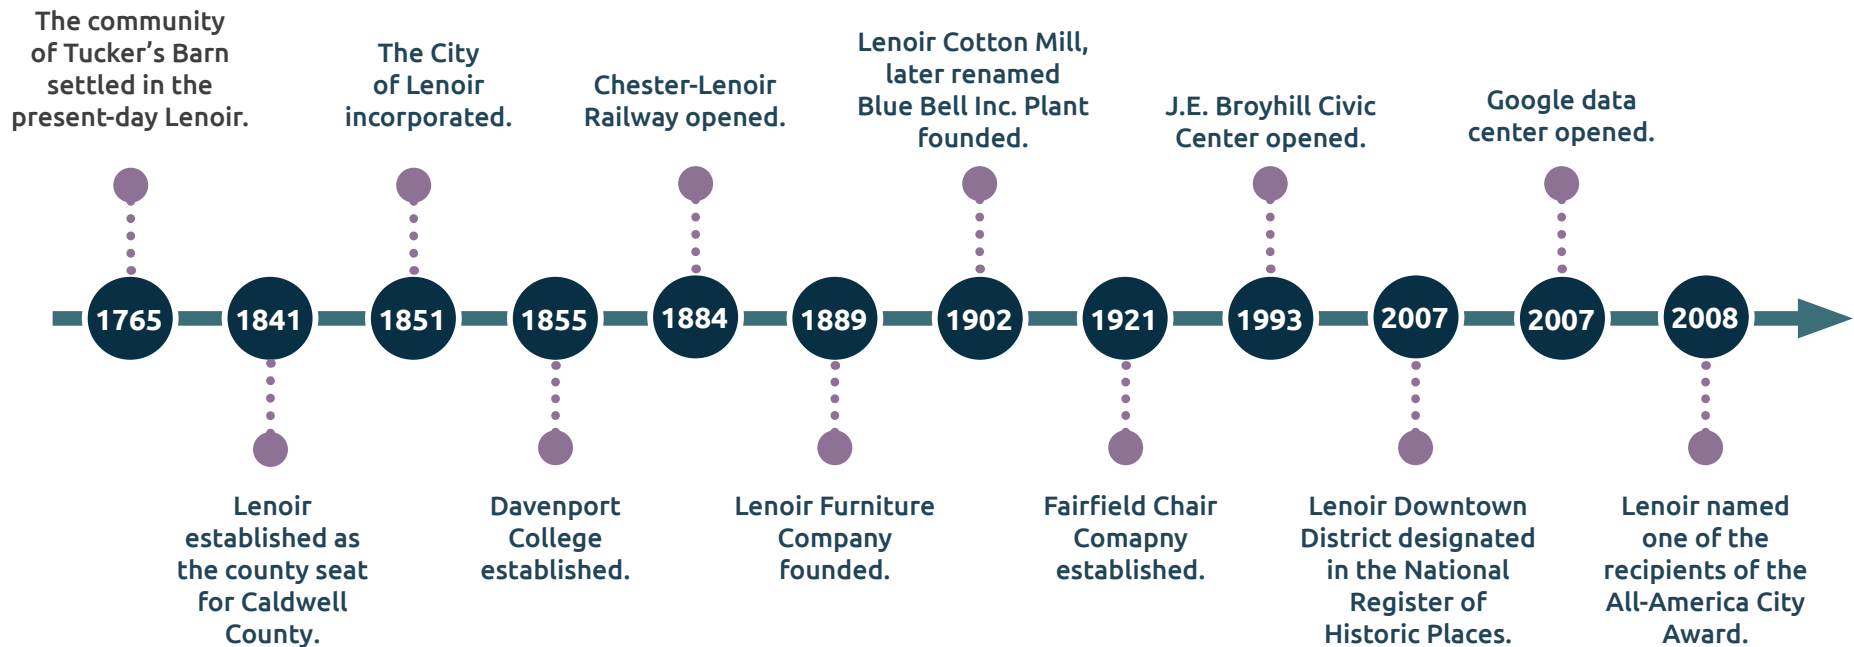 The community
of Tucker's Barn
settled in the
present-day Lenoir.
The City
of Lenoir
incorporated.
Chester-Lenoir
Railway opened.
Lenoir Cotton Mill,
later renamed
Blue Bell Inc. Plant
founded.
J.E. Broyhill Civic
Center opened.
Google data
center opened.
1765
1841
1851
1855
1884
1889
1902
1921
1993
2007
2007
2008
Lenoir
established as
the county seat
for Caldwell
County.
Davenport
College
established.
Lenoir Furniture
Company
founded.
Fairfield Chair
Comapny
established.
Lenoir Downtown
District designated
in the National
Register of
Historic Places.
Lenoir named
one of the
recipients of the
All-America City
Award.